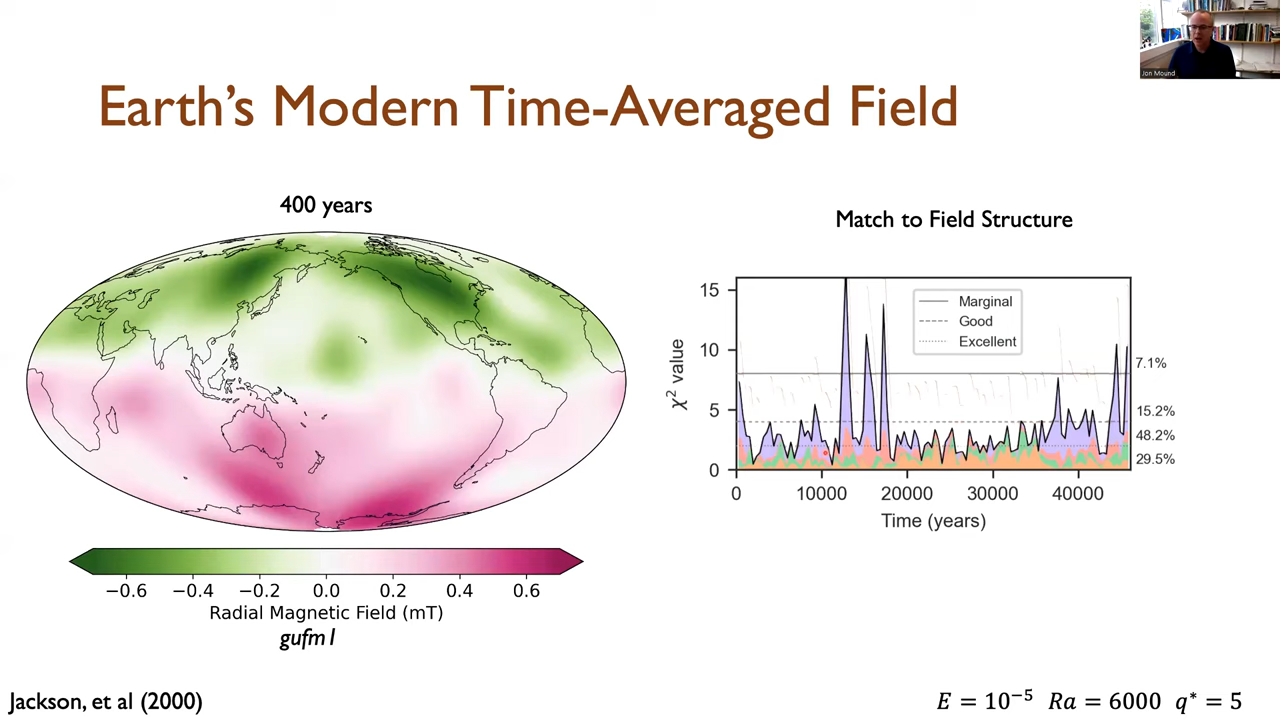 Jon Mound
Earth's Modern Time-Averaged Field
400 years
−0.6 −0.4 −0.2 0.0 0.2 0.4 0.6
Radial Magnetic Field (mT)
gufm1
Match to Field Structure
Marginal
Good
Excellent
15
10
5
0
χ² value
7.1%
15.2%
48.2%
29.5%
0 10000 20000 30000 40000
Time (years)
Jackson, et al (2000)
E = 10⁻⁵ Ra = 6000 q* = 5